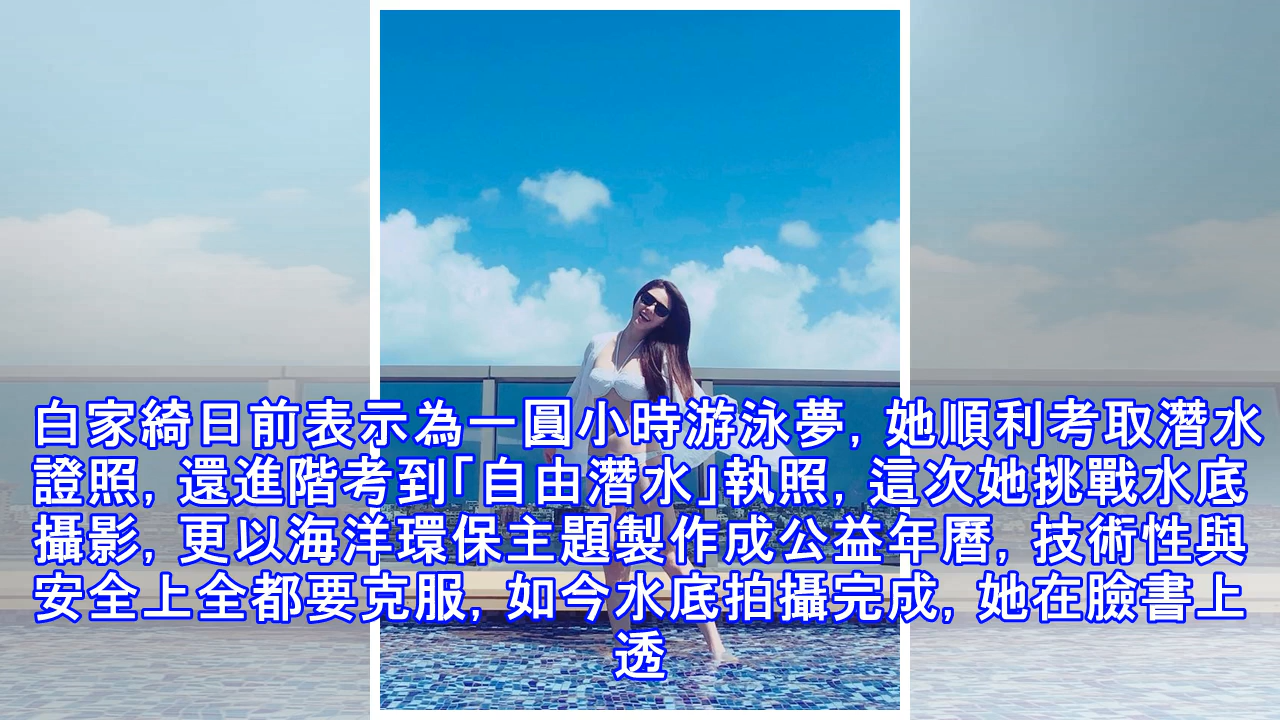 白家綺日前表示為一圓小時游泳夢, 她順利考取潛水
證照, 還進階考到「自由潛水」執照, 這次她挑戰水底
攝影, 更以海洋環保主題製作成公益年曆, 技術性與
安全上全都要克服, 如今水底拍攝完成, 她在臉書上
透